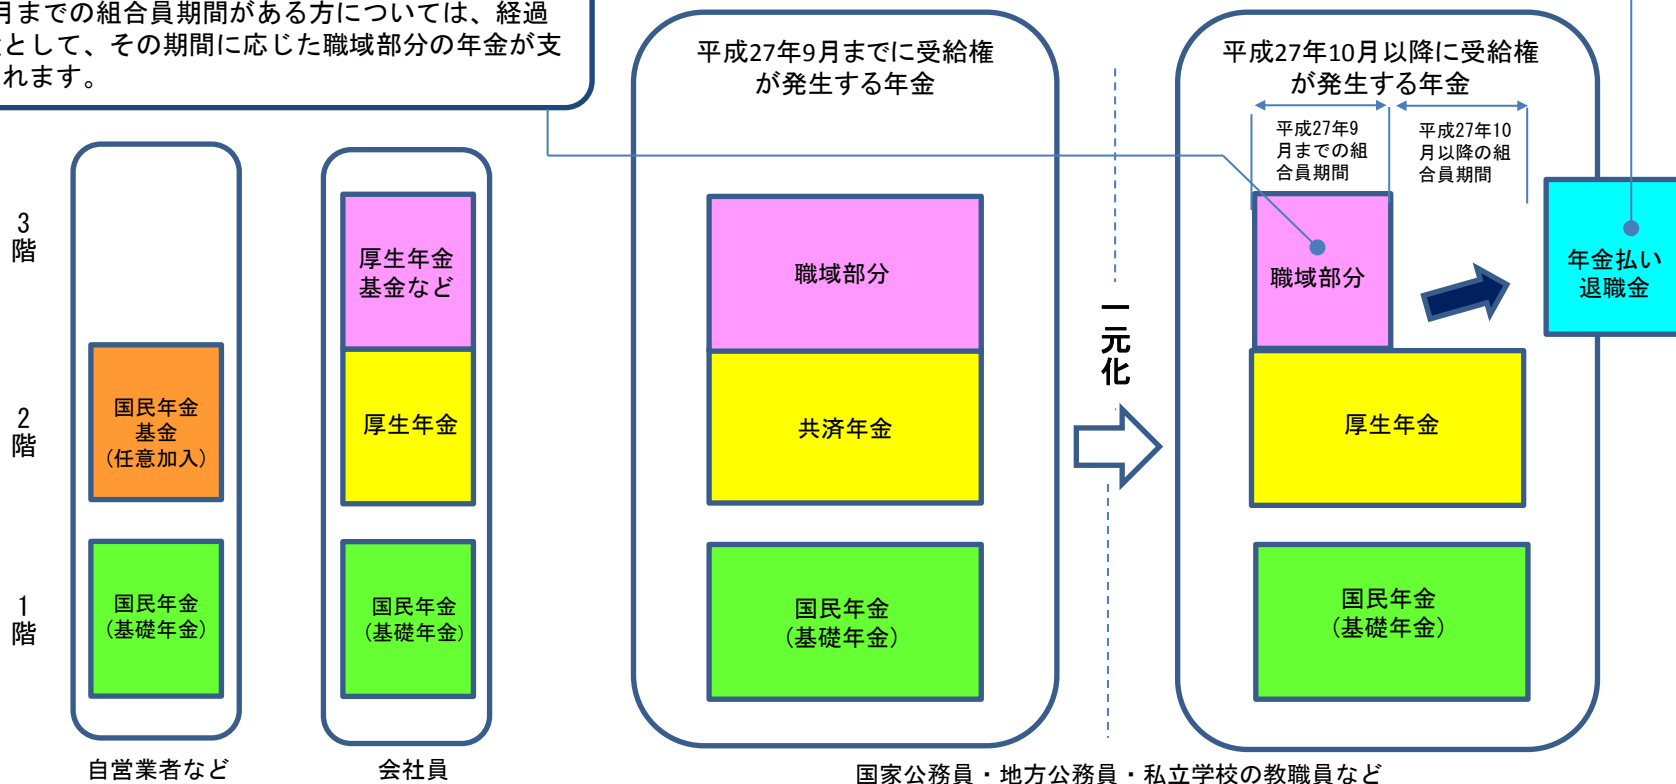 月までの組合員期間がある方については、経過
として、その期間に応じた職域部分の年金が支
れます。
平成27年9月までに受給権
が発生する年金
平成27年10月以降に受給権
が発生する年金
平成27年9
月までの組
合員期間
平成27年10
月以降の組
合員期間
3
階
厚生年金
基金など
職域部分
職域部分
年金払い
退職金
一元化
2
階
国民年金
基金
(任意加入)
厚生年金
共済年金
厚生年金
1
階
国民年金
(基礎年金)
国民年金
(基礎年金)
国民年金
(基礎年金)
国民年金
(基礎年金)
自営業者など
会社員
国家公務員・地方公務員・私立学校の教職員など